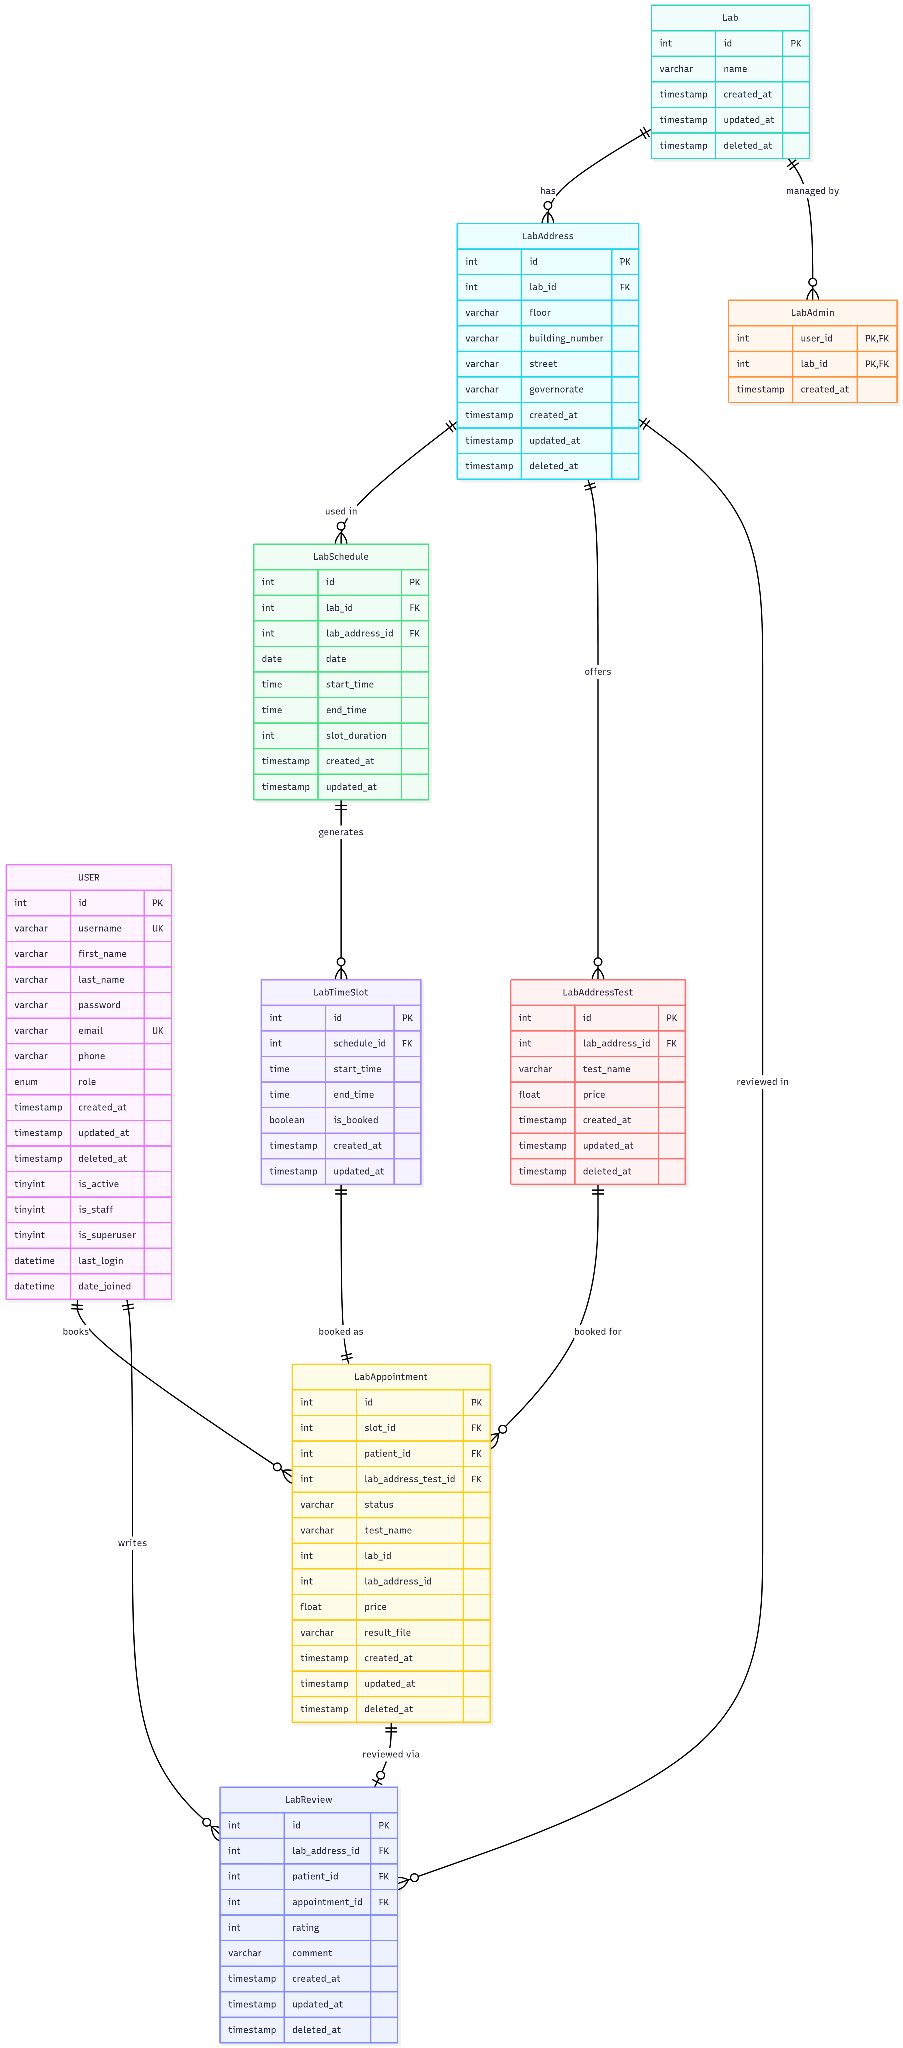 Lab
int id PK
varchar name
timestamp created_at
timestamp updated_at
timestamp deleted_at
has
managed by
LabAddress
int id PK
int lab_id FK
varchar floor
varchar building_number
varchar street
varchar governorate
timestamp created_at
timestamp updated_at
timestamp deleted_at
LabAdmin
int user_id PK,FK
int lab_id PK,FK
timestamp created_at
used in
LabSchedule
int id PK
int lab_id FK
int lab_address_id FK
date date
time start_time
time end_time
int slot_duration
timestamp created_at
timestamp updated_at
offers
generates
USER
int id PK
varchar username UK
varchar first_name
varchar last_name
varchar password
varchar email UK
varchar phone
enum role
timestamp created_at
timestamp updated_at
timestamp deleted_at
tinyint is_active
tinyint is_staff
tinyint is_superuser
datetime last_login
datetime date_joined
LabTimeSlot
int id PK
int schedule_id FK
time start_time
time end_time
boolean is_booked
timestamp created_at
timestamp updated_at
LabAddressTest
int id PK
int lab_address_id FK
varchar test_name
float price
timestamp created_at
timestamp updated_at
timestamp deleted_at
reviewed in
books
booked as
booked for
LabAppointment
int id PK
int slot_id FK
int patient_id FK
int lab_address_test_id FK
varchar status
varchar test_name
int lab_id
int lab_address_id
float price
varchar result_file
timestamp created_at
timestamp updated_at
timestamp deleted_at
writes
reviewed via
LabReview
int id PK
int lab_address_id FK
int patient_id FK
int appointment_id FK
int rating
varchar comment
timestamp created_at
timestamp updated_at
timestamp deleted_at